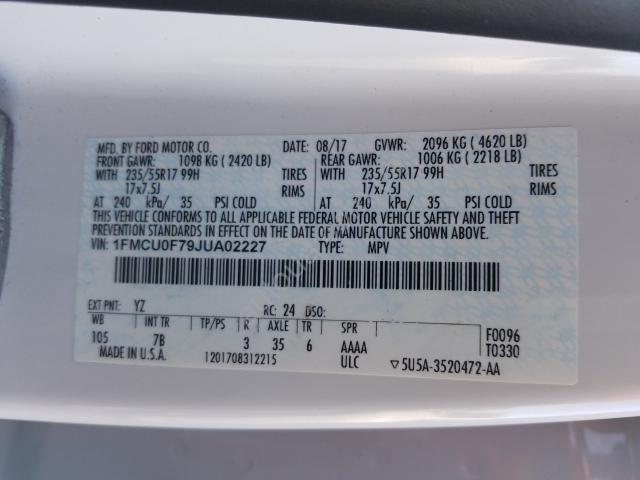 MFD. BY FORD MOTOR CO. DATE: 08/17 GVWR: 2096 KG ( 4620 LB)
FRONT GAWR: 1098 KG ( 2420 LB) REAR GAWR: 1006 KG ( 2218 LB)
WITH 235/55R17 99H TIRES WITH 235/55R17 99H TIRES
17x7.5J RIMS 17x7.5J RIMS
AT 240 kPa/ 35 PSI COLD AT 240 kPa/ 35 PSI COLD
THIS VEHICLE CONFORMS TO ALL APPLICABLE FEDERAL MOTOR VEHICLE SAFETY AND THEFT
PREVENTION STANDARDS IN EFFECT ON THE DATE OF MANUFACTURE SHOWN ABOVE.
VIN: 1FMCU0F79JUA02227 TYPE: MPV
EXT PNT: YZ RC: 24 DSO:
WB INT TR TP/PS R AXLE TR SPR F0096
105 7B 3 35 6 AAAA T0330
MADE IN U.S.A. 1201708312215 ULC 5U5A-3520472-AA